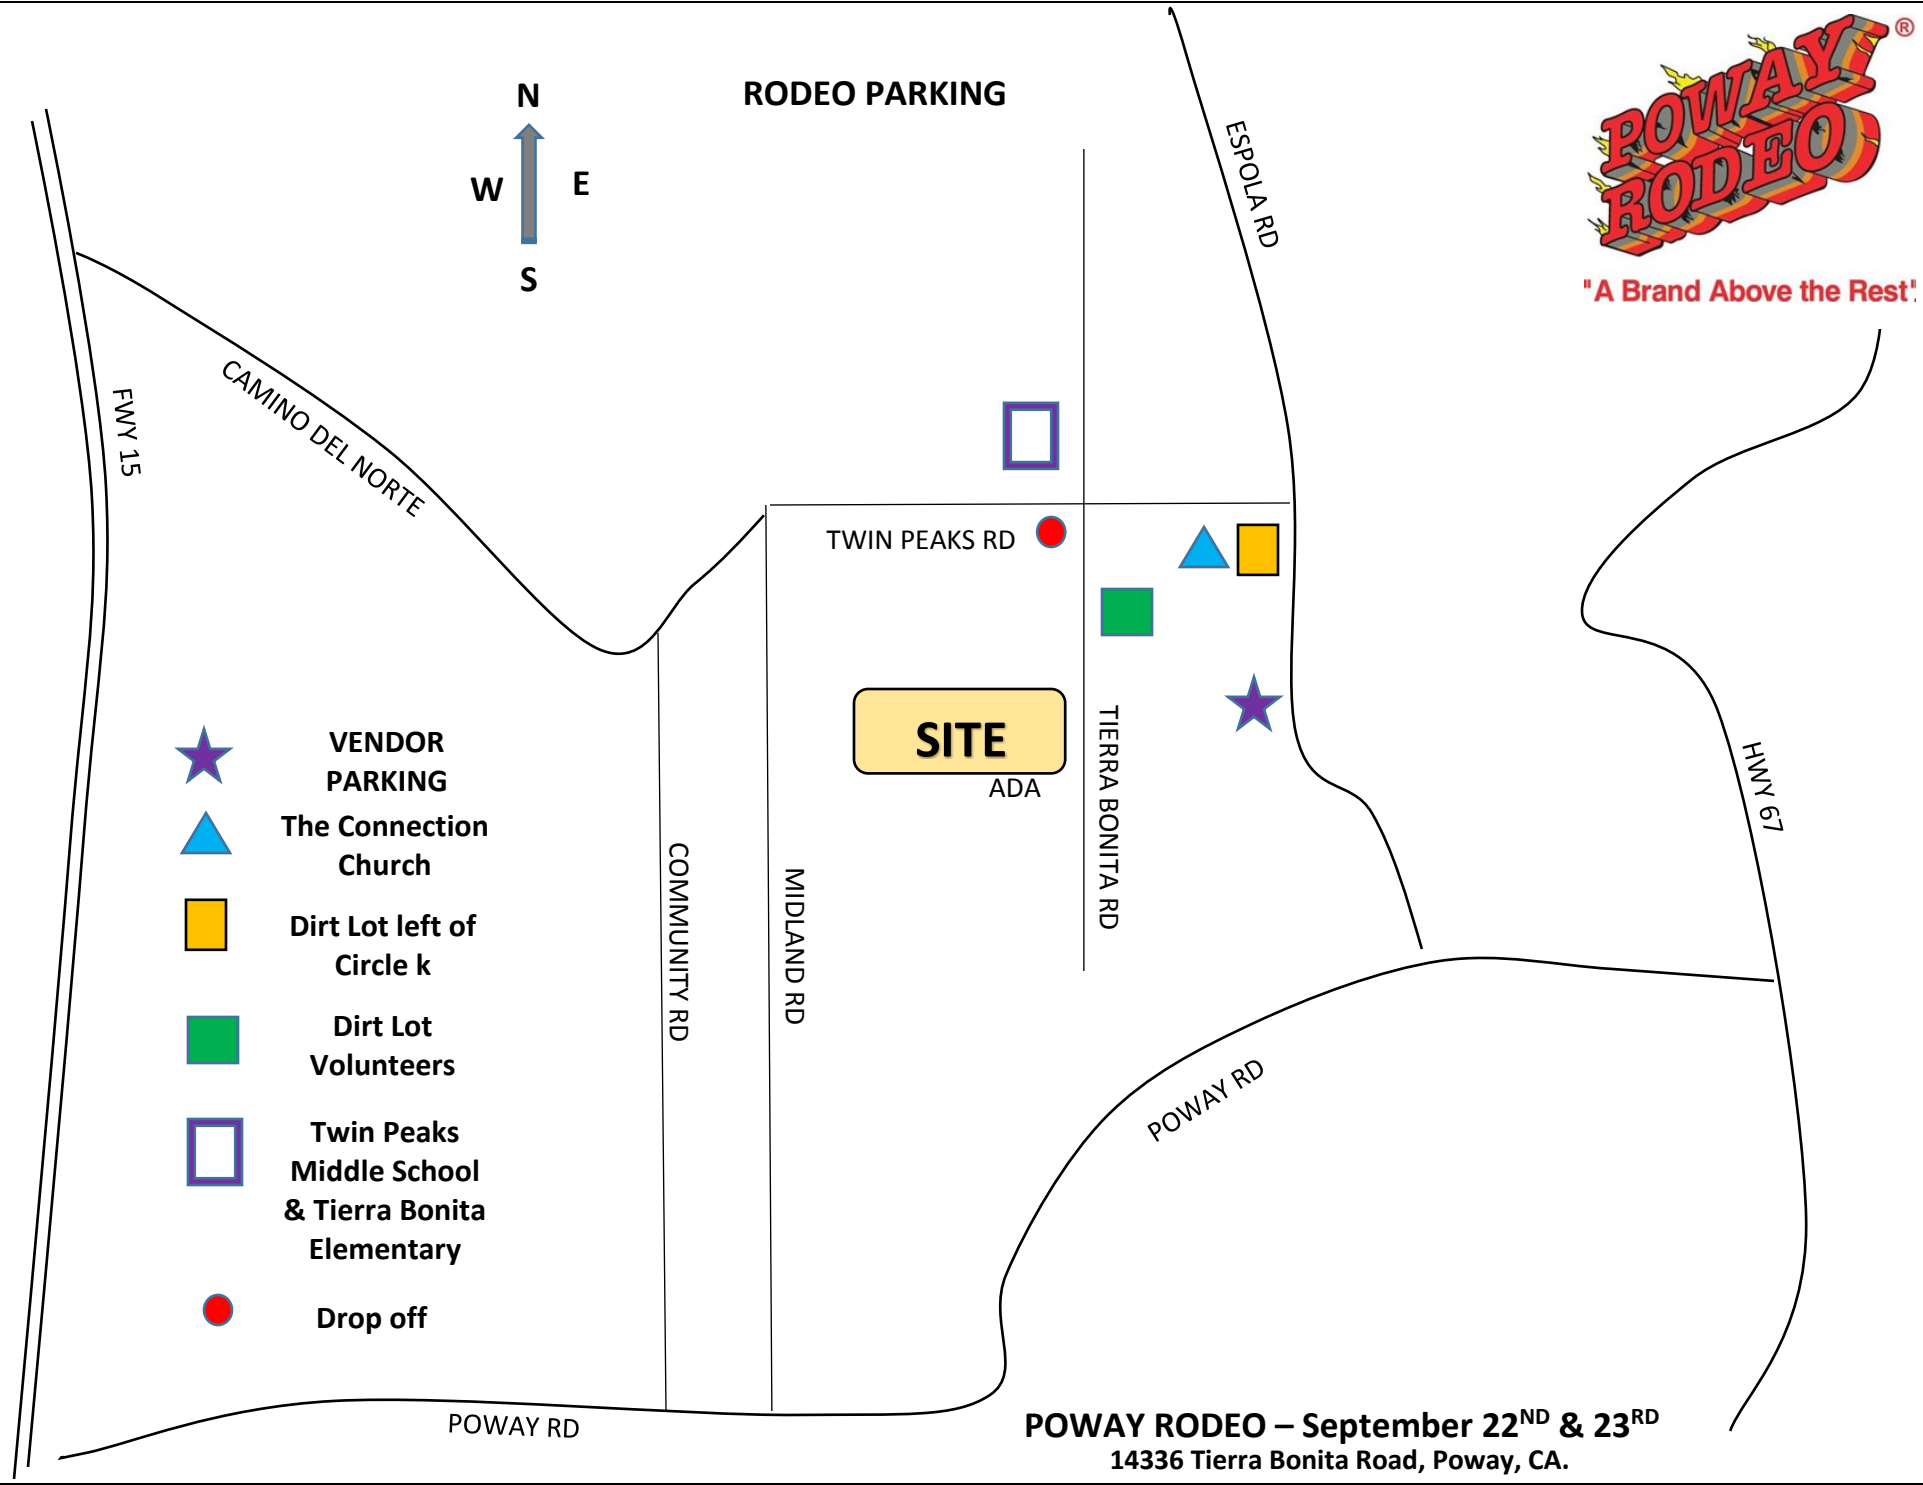 RODEO PARKING
POWAY
RODEO
®
"A Brand Above the Rest".
N
W
E
S
ESPOLA RD
FWY 15
CAMINO DEL NORTE
TWIN PEAKS RD
SITE
ADA
TIERRA BONITA RD
HWY 67
COMMUNITY RD
MIDLAND RD
POWAY RD
VENDOR
PARKING
The Connection
Church
Dirt Lot left of
Circle k
Dirt Lot
Volunteers
Twin Peaks
Middle School
& Tierra Bonita
Elementary
Drop off
POWAY RD
POWAY RODEO – September 22ND & 23RD
14336 Tierra Bonita Road, Poway, CA.